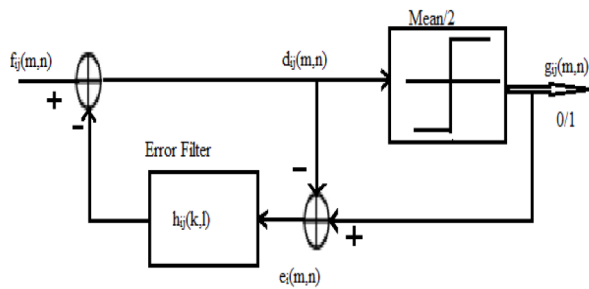 Mean/2
fij(m,n)
dij(m,n)
gij(m,n)
+
-
0/1
Error Filter
-
hij(k,l)
+
ei(m,n)